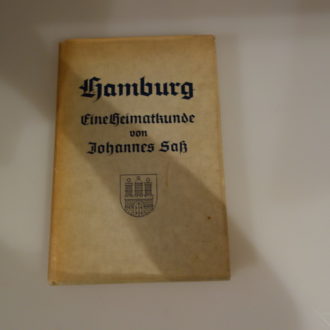 Hamburg
Eine Heimatkunde
von
Johannes Saß